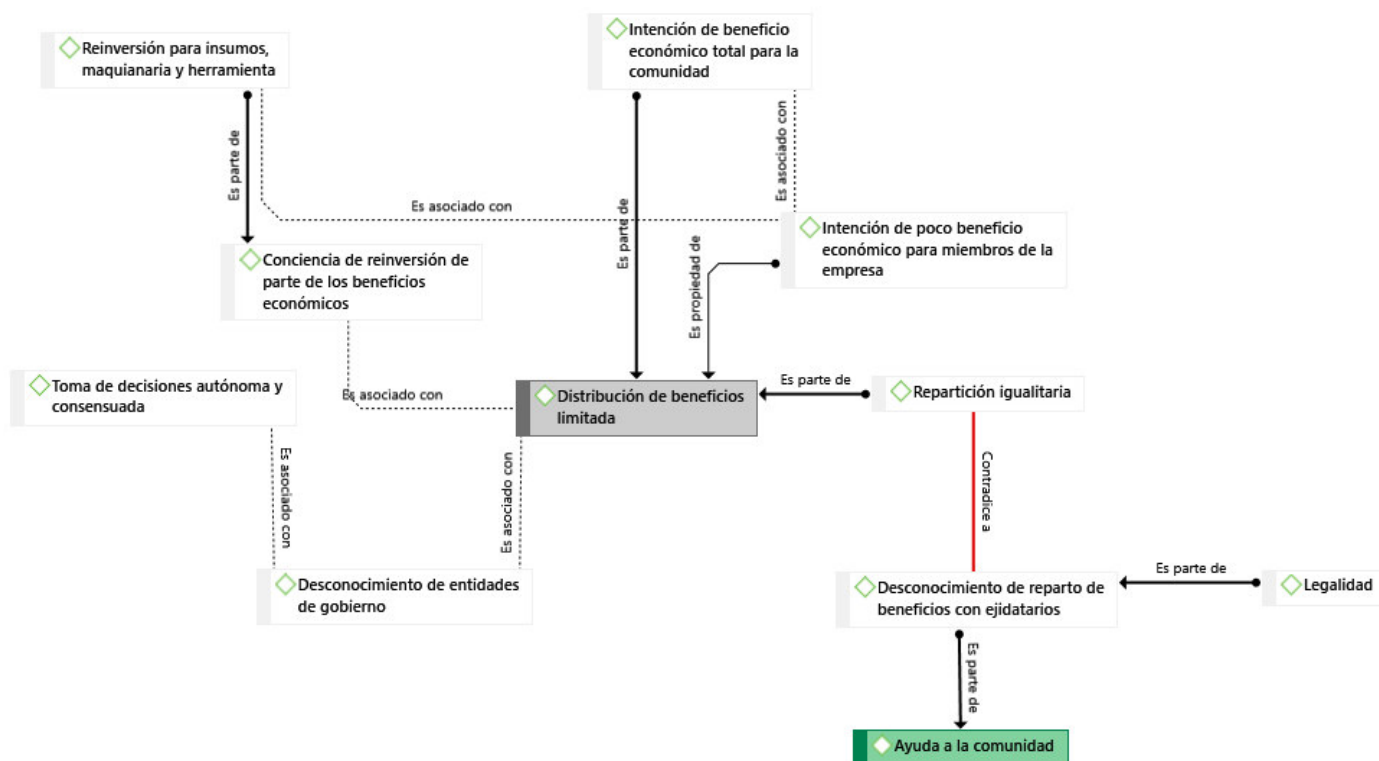 Reinversión para insumos,
maquianaria y herramienta
Intención de beneficio
económico total para la
comunidad
Es parte de
Es asociado con
Es asociado con
Es parte de
Intención de poco beneficio
económico para miembros de la
empresa
Conciencia de reinversión de
parte de los beneficios
económicos
Es propiedad de
Toma de decisiones autónoma y
consensuada
Es asociado con
Distribución de beneficios
limitada
Es parte de
Repartición igualitaria
Es asociado con
Es asociado con
Contradice a
Desconocimiento de entidades
de gobierno
Desconocimiento de reparto de
beneficios con ejidatarios
Es parte de
Legalidad
Es parte de
Ayuda a la comunidad